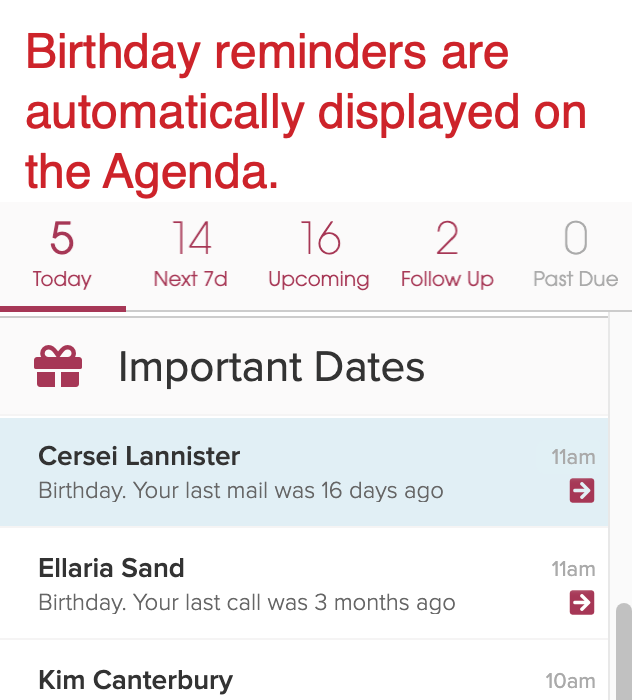 Birthday reminders are
automatically displayed on
the Agenda.
5 14 16 2 0
Today Next 7d Upcoming Follow Up Past Due
Important Dates
Cersei Lannister 11am
Birthday. Your last mail was 16 days ago
Ellaria Sand 11am
Birthday. Your last call was 3 months ago
Kim Canterbury 10am